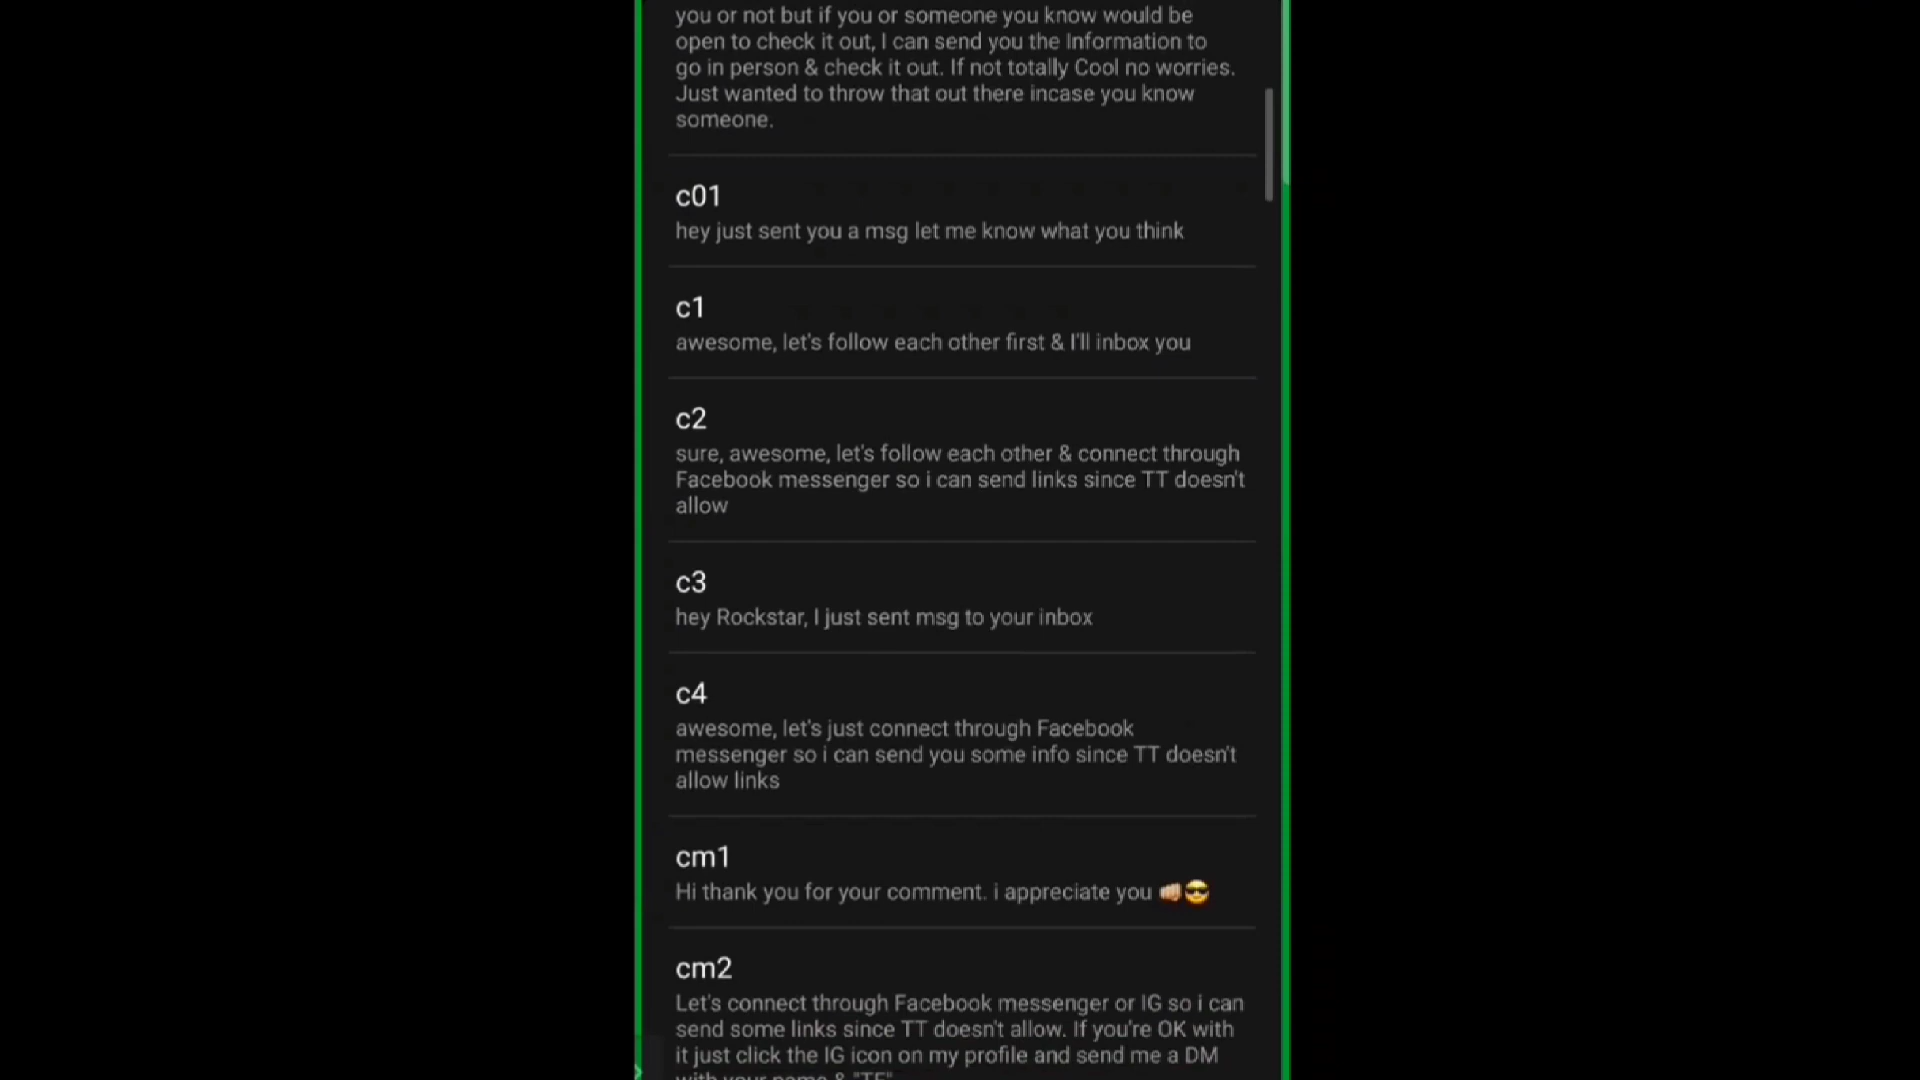 you or not but if you or someone you know would be
open to check it out, I can send you the Information to
go in person & check it out. If not totally Cool no worries.
Just wanted to throw that out there incase you know
someone.
c01
hey just sent you a msg let me know what you think
c1
awesome, let's follow each other first & I'll inbox you
c2
sure, awesome, let's follow each other & connect through
Facebook messenger so i can send links since TT doesn't
allow
c3
hey Rockstar, I just sent msg to your inbox
c4
awesome, let's just connect through Facebook
messenger so i can send you some info since TT doesn't
allow links
cm1
Hi thank you for your comment. i appreciate you 👊😎
cm2
Let's connect through Facebook messenger or IG so i can
send some links since TT doesn't allow. If you're OK with
it just click the IG icon on my profile and send me a DM
with your name &